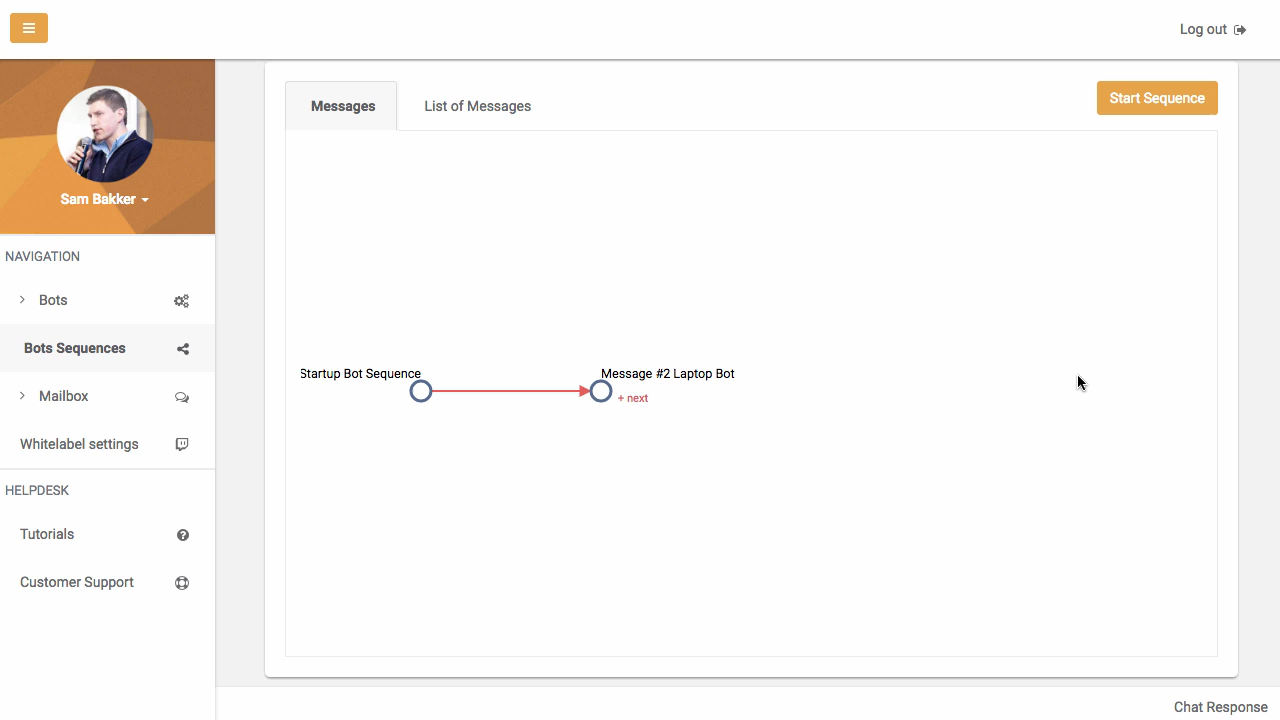 Log out
Sam Bakker
NAVIGATION
Bots
Bots Sequences
Mailbox
Whitelabel settings
HELPDESK
Tutorials
Customer Support
Messages
List of Messages
Start Sequence
Startup Bot Sequence
Message #2 Laptop Bot
+ next
Chat Response